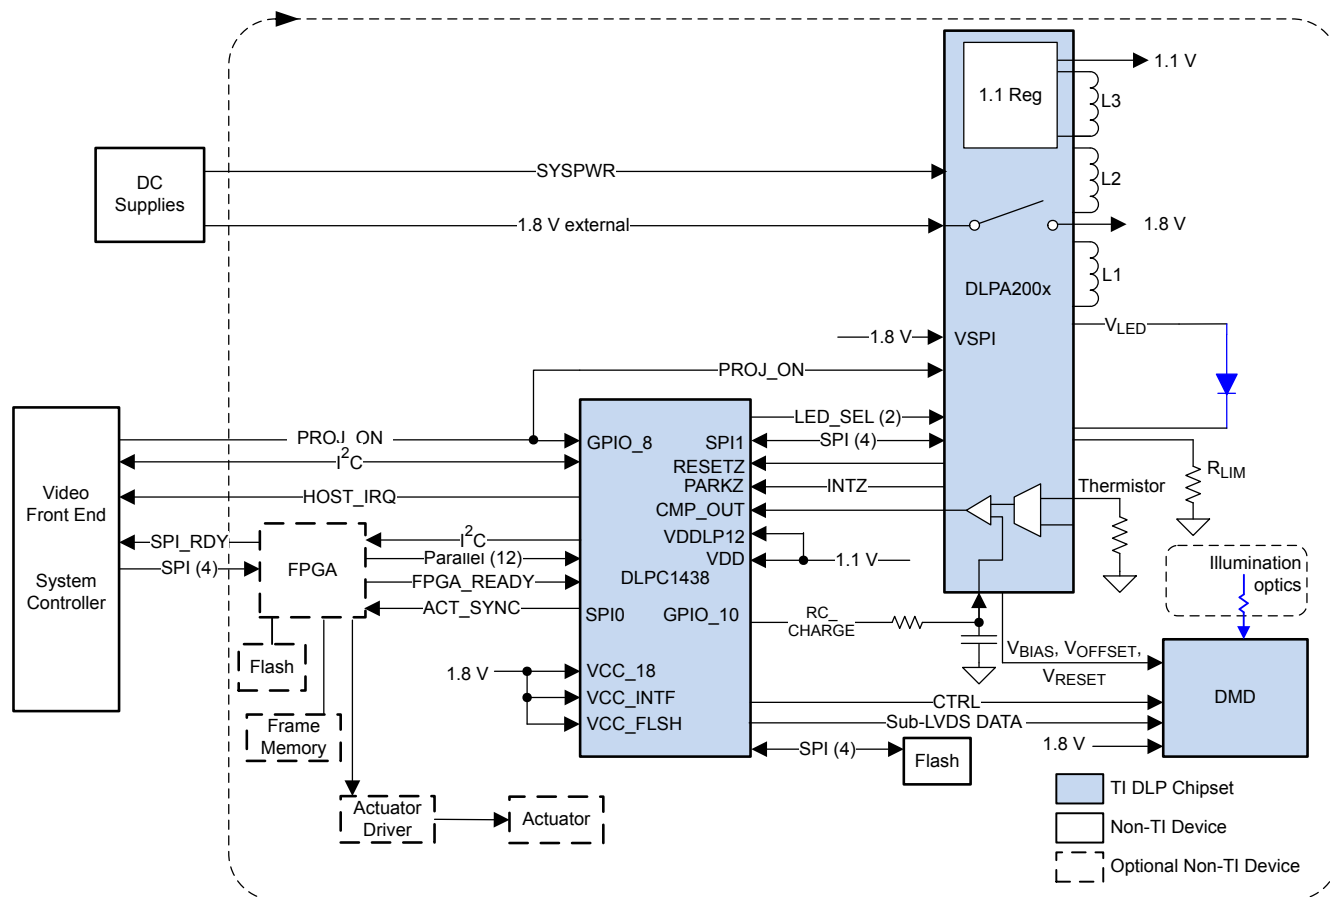 1.1 V
1.1 Reg
L3
DC
Supplies
SYSPWR
L2
1.8 V external
1.8 V
L1
DLPA200x
VLED
1.8 V
VSPI
PROJ_ON
LED_SEL (2)
PROJ_ON
GPIO_8
SPI1
SPI (4)
I2C
RESETZ
RLIM
Video
Front End
System
Controller
HOST_IRQ
PARKZ
INTZ
Thermistor
CMP_OUT
SPI_RDY
I2C
VDDLP12
SPI (4)
FPGA
Parallel (12)
VDD
1.1 V
Illumination
optics
FPGA_READY
DLPC1438
ACT_SYNC
SPI0
GPIO_10
RC_
CHARGE
Flash
1.8 V
VCC_18
VCC_INTF
VCC_FLSH
VBIAS, VOFFSET,
VRESET
DMD
CTRL
Sub-LVDS DATA
1.8 V
Frame
Memory
SPI (4)
Flash
Actuator
Driver
Actuator
TI DLP Chipset
Non-TI Device
Optional Non-TI Device